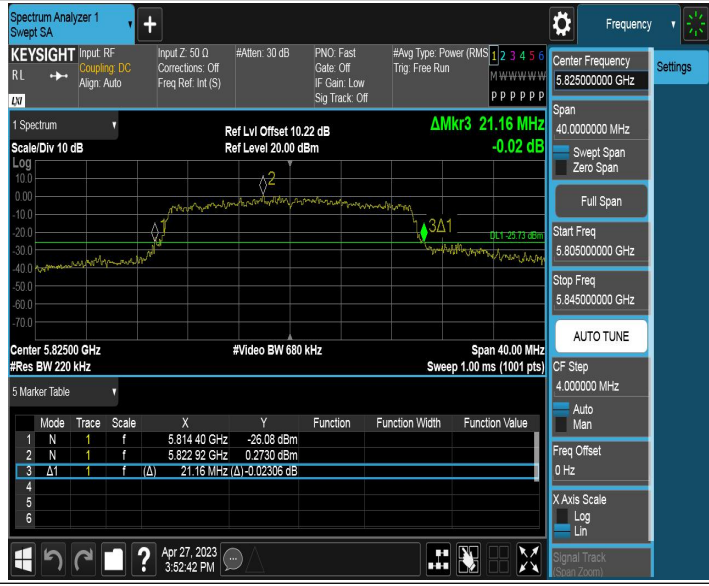 Spectrum Analyzer 1
Swept SA
+
Frequency
KEYSIGHT
RL
LXI
Input: RF
Coupling: DC
Align: Auto
Input Z: 50 Ω
Corrections: Off
Freq Ref: Int (S)
#Atten: 30 dB
PNO: Fast
Gate: Off
IF Gain: Low
Sig Track: Off
#Avg Type: Power (RMS
Trig: Free Run
1 2 3 4 5 6
M W W W W W
P P P P P P
1 Spectrum
Scale/Div 10 dB
Ref Lvl Offset 10.22 dB
Ref Level 20.00 dBm
ΔMkr3 21.16 MHz
-0.02 dB
Log
10.0
0.00
-10.0
-20.0
-30.0
-40.0
-50.0
-60.0
-70.0
1
2
3Δ1
DL1 -25.73 dBm
Center 5.82500 GHz
#Res BW 220 kHz
#Video BW 680 kHz
Span 40.00 MHz
Sweep 1.00 ms (1001 pts)
5 Marker Table
Mode Trace Scale X Y Function Function Width Function Value
1 N 1 f 5.814 40 GHz -26.08 dBm
2 N 1 f 5.822 92 GHz 0.2730 dBm
3 Δ1 1 f (Δ) 21.16 MHz (Δ) -0.02306 dB
4
5
6
?
Apr 27, 2023
3:52:42 PM
Center Frequency
5.825000000 GHz
Span
40.0000000 MHz
Swept Span
Zero Span
Full Span
Start Freq
5.805000000 GHz
Stop Freq
5.845000000 GHz
AUTO TUNE
CF Step
4.000000 MHz
Auto
Man
Freq Offset
0 Hz
X Axis Scale
Log
Lin
Signal Track
(Span Zoom)
Settings